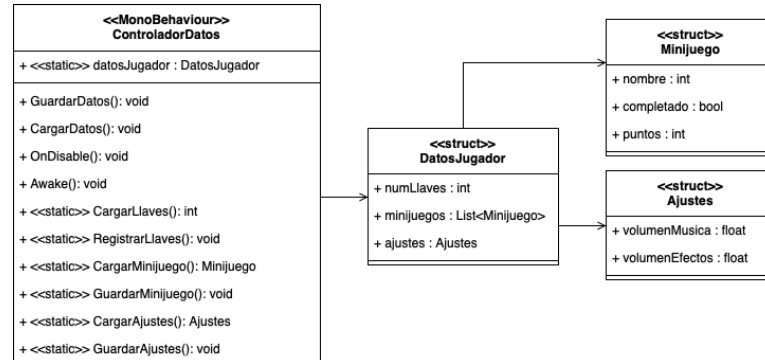 <<MonoBehaviour>>
ControladorDatos
+ <<static>> datosJugador : DatosJugador
+ GuardarDatos(): void
+ CargarDatos(): void
+ OnDisable(): void
+ Awake(): void
+ <<static>> CargarLlaves(): int
+ <<static>> RegistrarLlaves(): void
+ <<static>> CargarMinijuego(): Minijuego
+ <<static>> GuardarMinijuego(): void
+ <<static>> CargarAjustes(): Ajustes
+ <<static>> GuardarAjustes(): void
<<struct>>
DatosJugador
+ numLlaves : int
+ minijuegos : List<Minijuego>
+ ajustes : Ajustes
<<struct>>
Minijuego
+ nombre : int
+ completado : bool
+ puntos : int
<<struct>>
Ajustes
+ volumenMusica : float
+ volumenEfectos : float